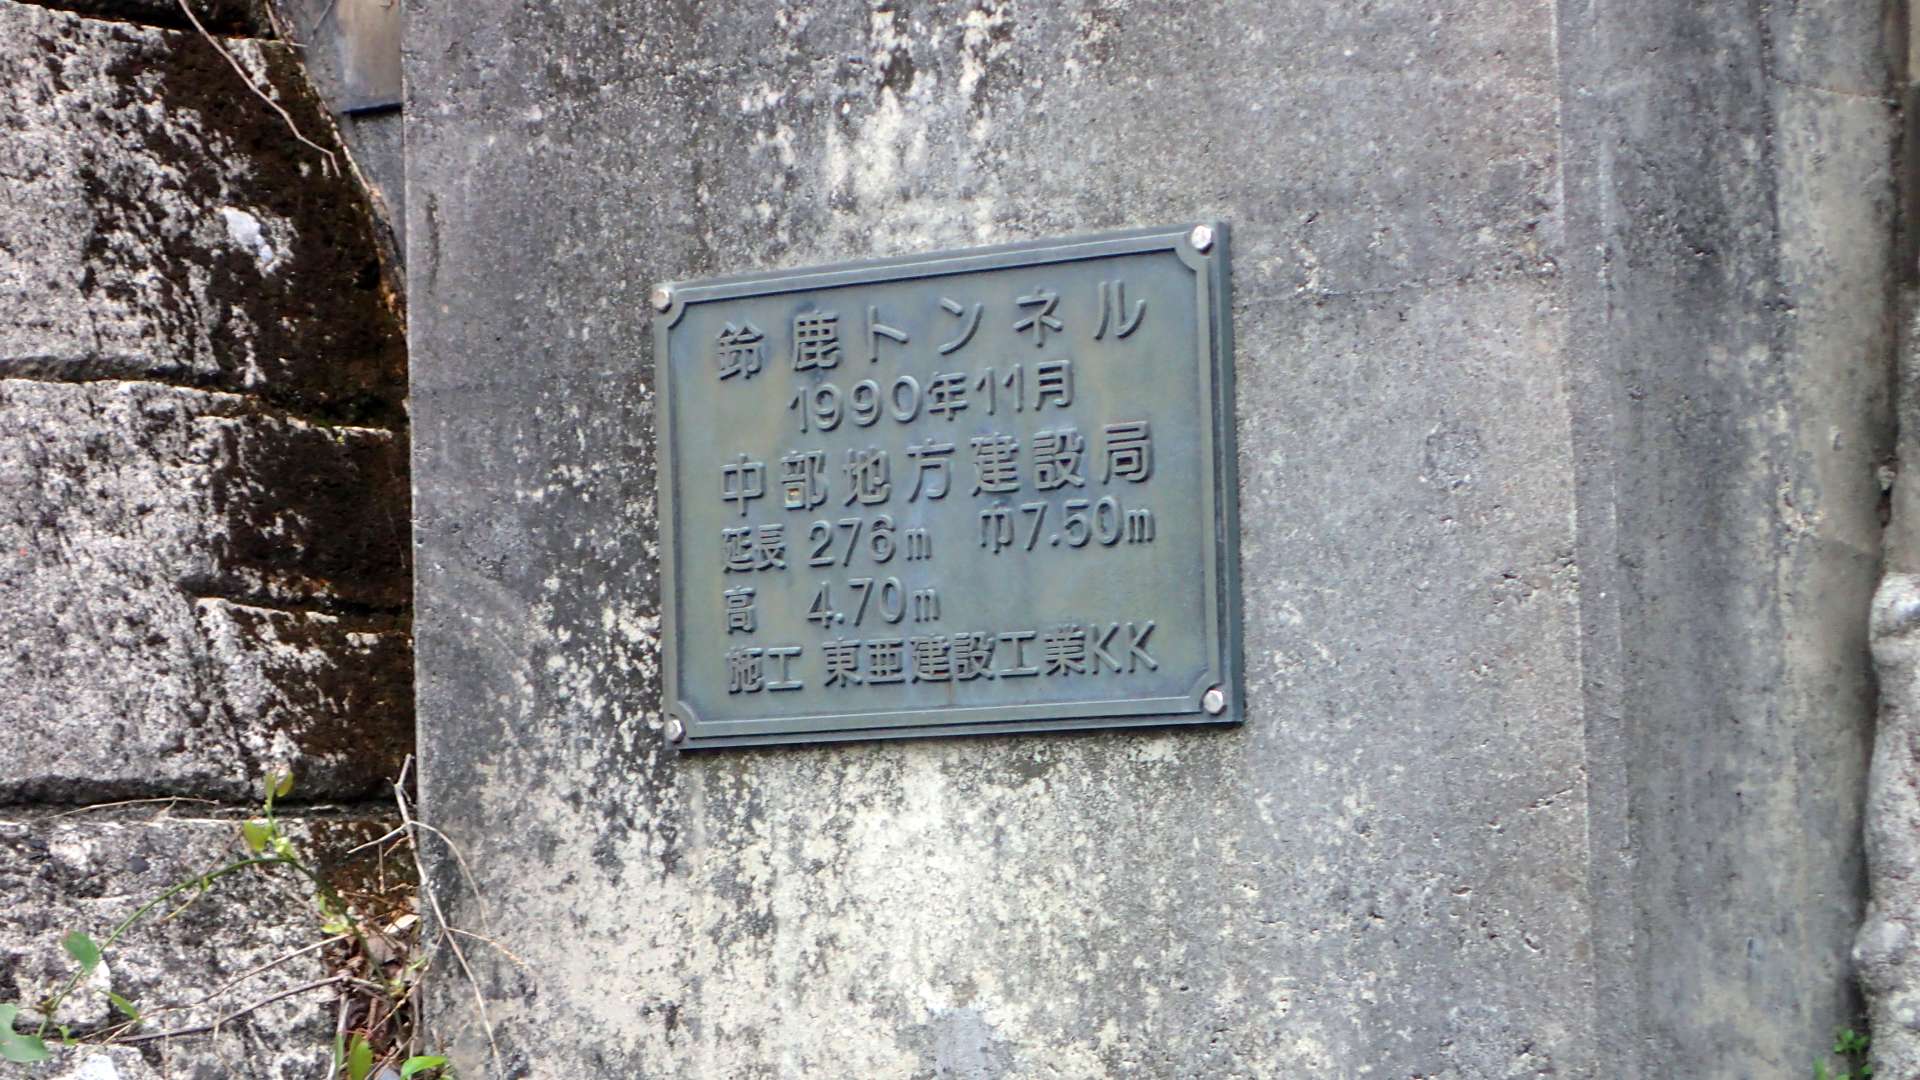 鈴鹿トンネル
1990年11月
中部地方建設局
延長 276m 巾7.50m
高 4.70m
施工 東亜建設工業KK